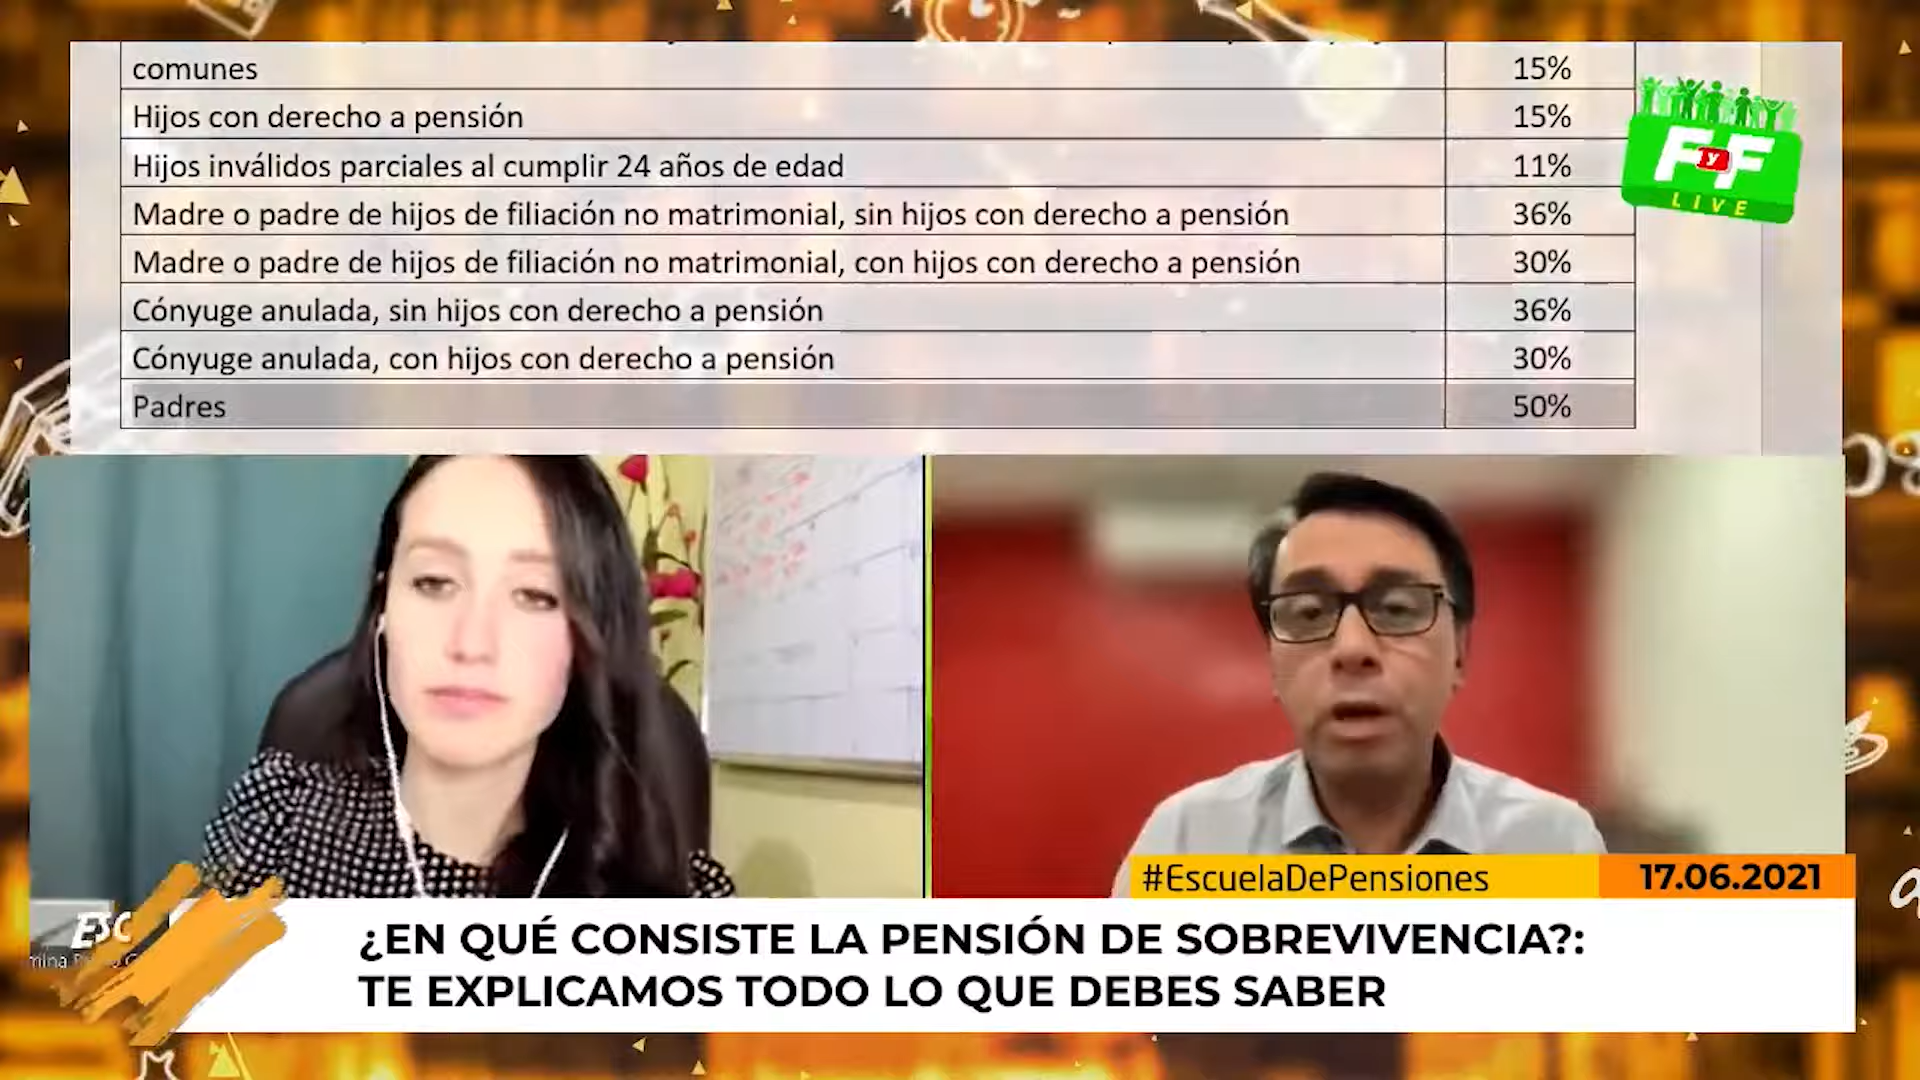 comunes 15%
Hijos con derecho a pensión 15%
Hijos inválidos parciales al cumplir 24 años de edad 11%
Madre o padre de hijos de filiación no matrimonial, sin hijos con derecho a pensión 36%
Madre o padre de hijos de filiación no matrimonial, con hijos con derecho a pensión 30%
Cónyuge anulada, sin hijos con derecho a pensión 36%
Cónyuge anulada, con hijos con derecho a pensión 30%
Padres 50%
F y F
LIVE
#EscuelaDePensiones 17.06.2021
¿EN QUÉ CONSISTE LA PENSIÓN DE SOBREVIVENCIA?:
TE EXPLICAMOS TODO LO QUE DEBES SABER